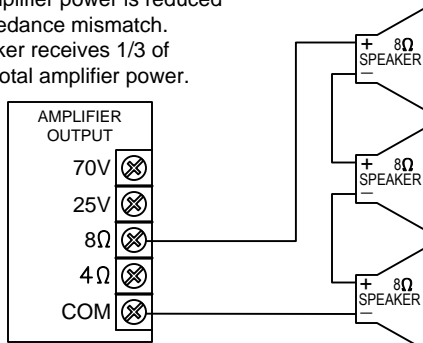 mplifier power is reduced
edance mismatch.
ker receives 1/3 of
otal amplifier power.
AMPLIFIER
OUTPUT
70V
25V
8Ω
4Ω
COM
+ 8Ω
SPEAKER
−
+ 8Ω
SPEAKER
−
+ 8Ω
SPEAKER
−